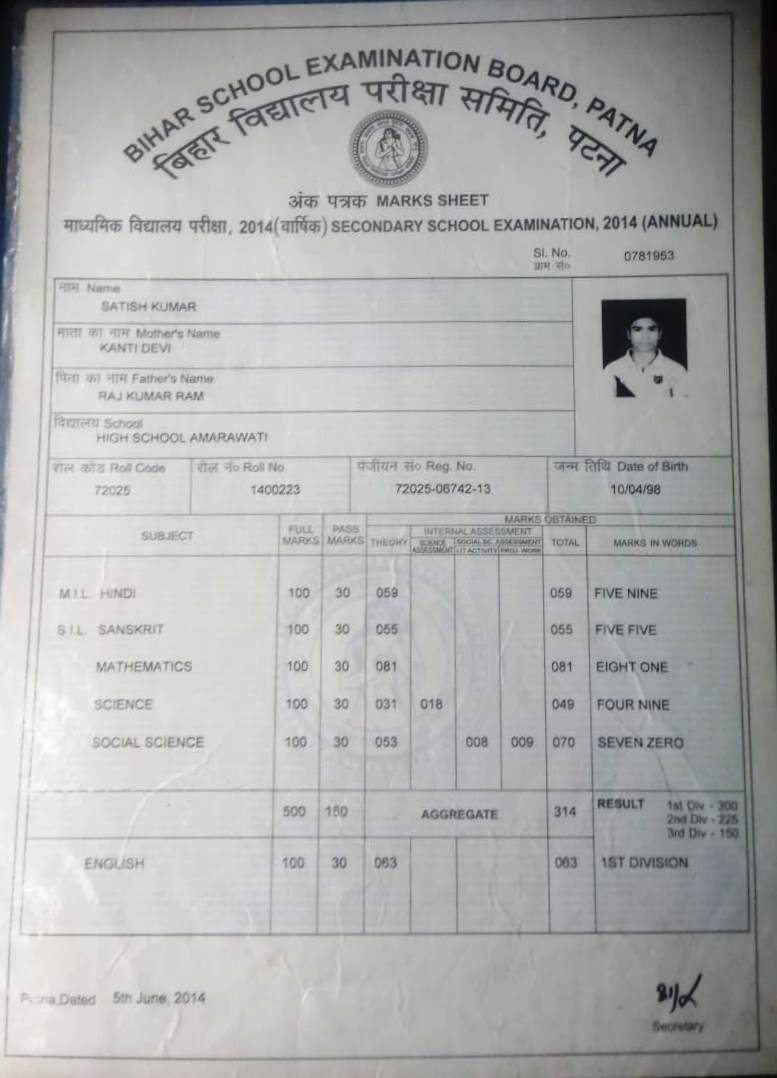 BIHAR SCHOOL EXAMINATION BOARD, PATNA
बिहार विद्यालय परीक्षा समिति, पटना
अंक पत्रक MARKS SHEET
माध्यमिक विद्यालय परीक्षा, 2014(वार्षिक) SECONDARY SCHOOL EXAMINATION, 2014 (ANNUAL)
Sl. No. 0781953
क्रम सं०
नाम Name
SATISH KUMAR
माता का नाम Mother's Name
KANTI DEVI
पिता का नाम Father's Name
RAJ KUMAR RAM
विद्यालय School
HIGH SCHOOL AMARAWATI
रोल कोड Roll Code रोल नं० Roll No. पंजीयन सं० Reg. No. जन्म तिथि Date of Birth
72025 1400223 72025-06742-13 10/04/98
MARKS OBTAINED
SUBJECT FULL MARKS PASS MARKS THEORY INTERNAL ASSESSMENT TOTAL MARKS IN WORDS
SCIENCE ASSESSMENT SOCIAL SC. ASSESSMENT
LIT ACTIVITY PROJ. WORK
M.I.L. HINDI 100 30 059 059 FIVE NINE
S.I.L. SANSKRIT 100 30 055 055 FIVE FIVE
MATHEMATICS 100 30 081 081 EIGHT ONE
SCIENCE 100 30 031 018 049 FOUR NINE
SOCIAL SCIENCE 100 30 053 008 009 070 SEVEN ZERO
500 150 AGGREGATE 314 RESULT 1st Div - 300
2nd Div - 225
3rd Div - 150
ENGLISH 100 30 063 063 1ST DIVISION
Patna,Dated 5th June, 2014
Secretary